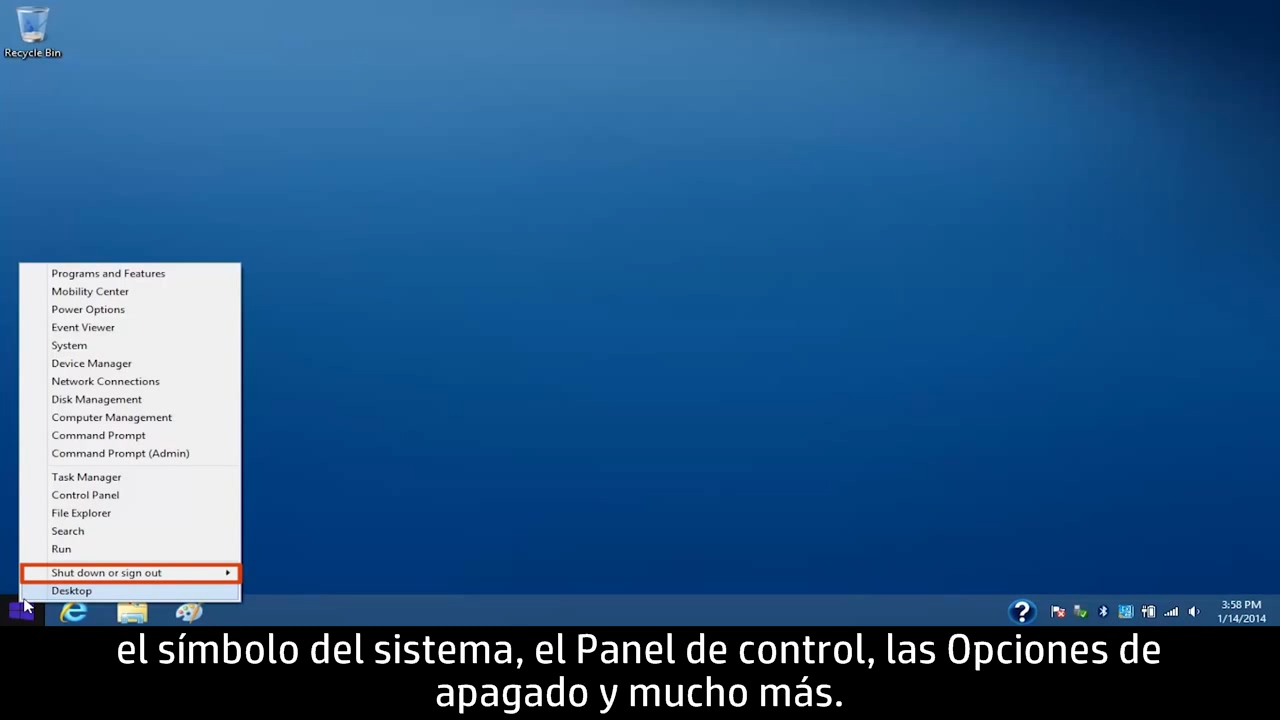 Recycle Bin
Programs and Features
Mobility Center
Power Options
Event Viewer
System
Device Manager
Network Connections
Disk Management
Computer Management
Command Prompt
Command Prompt (Admin)
Task Manager
Control Panel
File Explorer
Search
Run
Shut down or sign out
Desktop
?
3:58 PM
1/14/2014
el símbolo del sistema, el Panel de control, las Opciones de
apagado y mucho más.